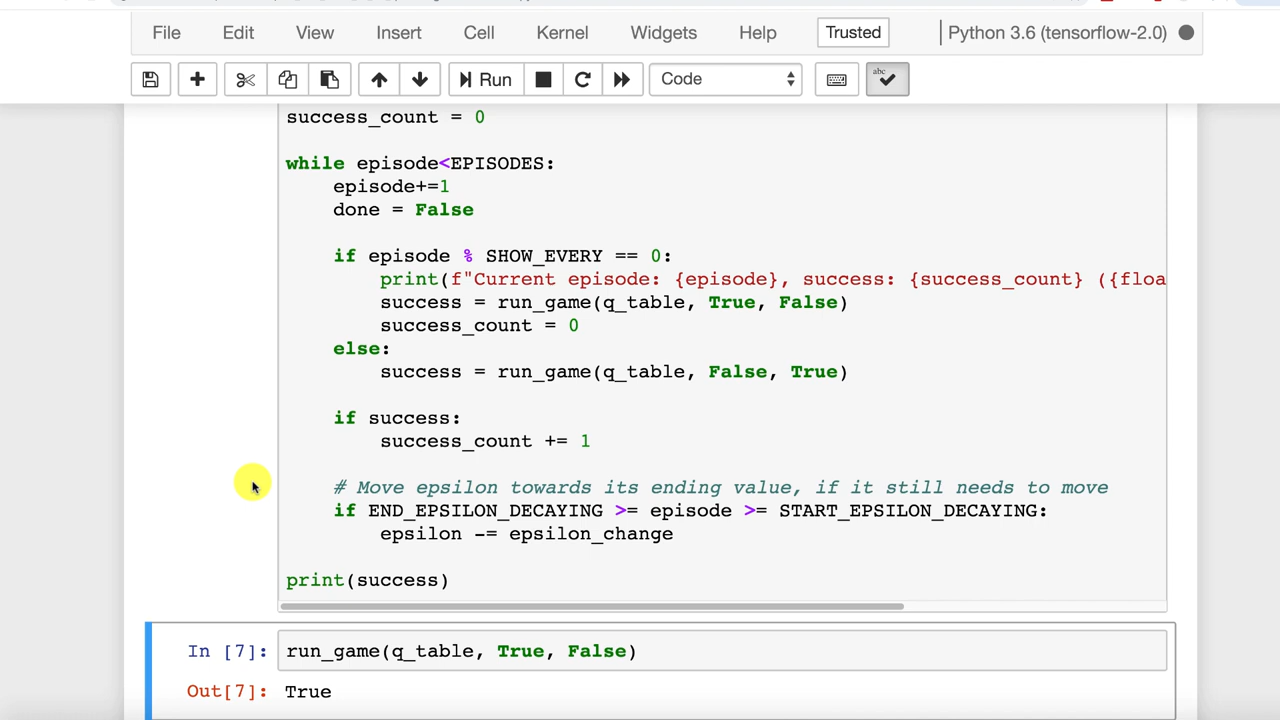 File Edit View Insert Cell Kernel Widgets Help Trusted Python 3.6 (tensorflow-2.0)
Run Code abc
success_count = 0
while episode<EPISODES:
episode+=1
done = False
if episode % SHOW_EVERY == 0:
print(f"Current episode: {episode}, success: {success_count} ({floa
success = run_game(q_table, True, False)
success_count = 0
else:
success = run_game(q_table, False, True)
if success:
success_count += 1
# Move epsilon towards its ending value, if it still needs to move
if END_EPSILON_DECAYING >= episode >= START_EPSILON_DECAYING:
epsilon -= epsilon_change
print(success)
In [7]: run_game(q_table, True, False)
Out[7]: True